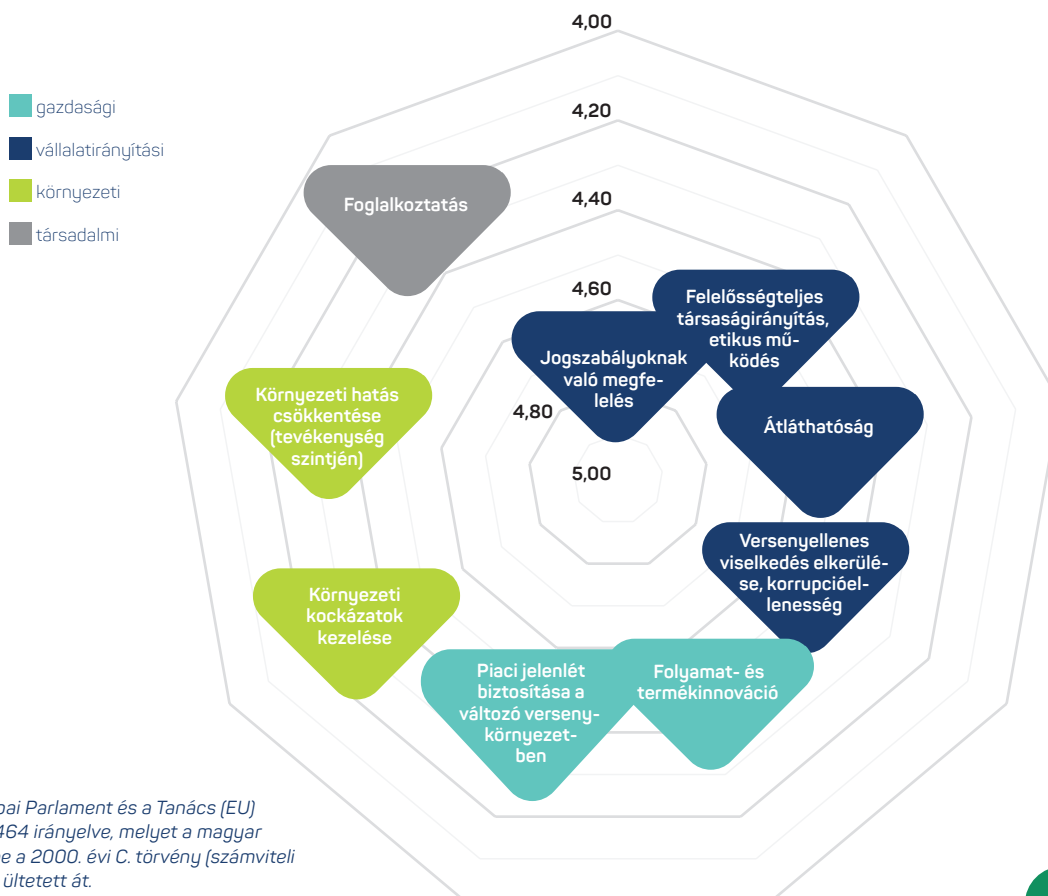 4,00
gazdasági
4,20
vállalatirányítási
környezeti
4,40
Foglalkoztatás
társadalmi
4,60
Felelősségteljes
társaságirányítás,
etikus mű-
ködés
Jogszabályoknak
való megfe-
lelés
Környezeti hatás
csökkentése
(tevékenység
szintjén)
4,80
Átláthatóság
5,00
Versenyellenes
viselkedés elkerülé-
se, korrupcióel-
lenesség
Környezeti
kockázatok
kezelése
Piaci jelenlét
biztosítása a
változó verseny-
környezet-
ben
Folyamat- és
termékinnováció
pai Parlament és a Tanács (EU)
464 irányelve, melyet a magyar
e a 2000. évi C. törvény (számviteli
ültetett át.